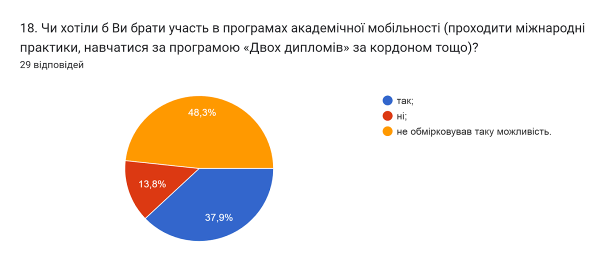 18. Чи хотіли б Ви брати участь в програмах академічної мобільності (проходити міжнародні
практики, навчатися за програмою «Двох дипломів» за кордоном тощо)?
29 відповідей
48,3%
13,8%
37,9%
так;
ні;
не обмірковував таку можливість.